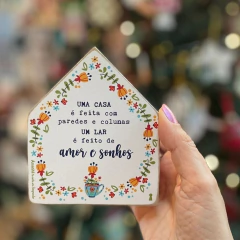 UMA CASA
é feita com
paredes e colunas
UM LAR
é feito de
amor e sonhos